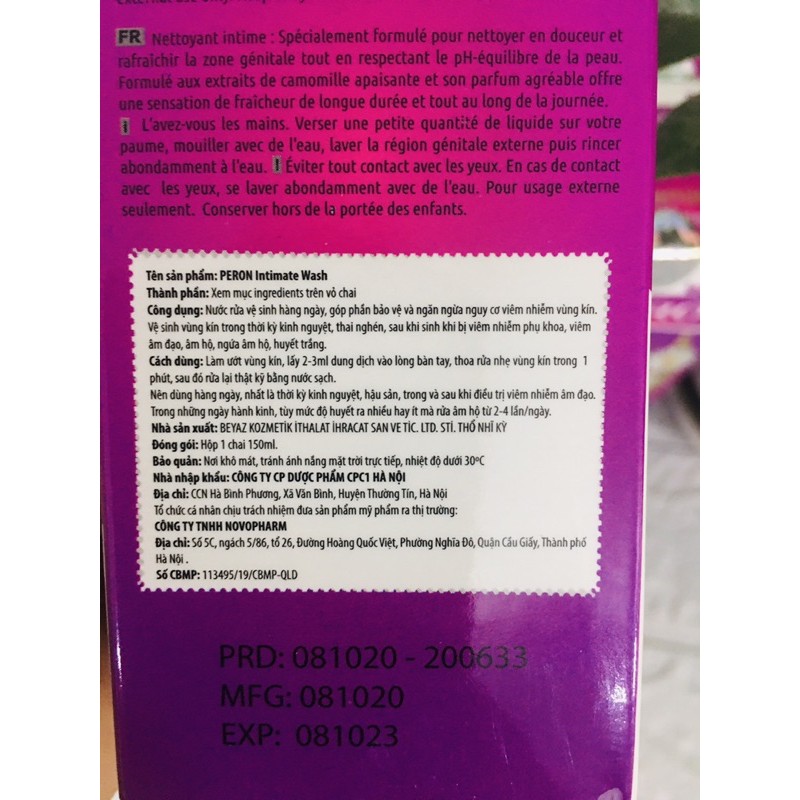 FR Nettoyant intime : Spécialement formulé pour nettoyer en douceur et
rafraîchir la zone génitale tout en respectant le pH-équilibre de la peau.
Formulé aux extraits de camomille apaisante et son parfum agréable offre
une sensation de fraîcheur de longue durée et tout au long de la journée.
i L'avez-vous les mains. Verser une petite quantité de liquide sur votre
paume, mouiller avec de l'eau, laver la région génitale externe puis rincer
abondamment à l'eau. ! Éviter tout contact avec les yeux. En cas de contact
avec les yeux, se laver abondamment avec de l'eau. Pour usage externe
seulement. Conserver hors de la portée des enfants.
Tên sản phẩm: PERON Intimate Wash
Thành phần: Xem mục ingredients trên vỏ chai
Công dụng: Nước rửa vệ sinh hàng ngày, góp phần bảo vệ và ngăn ngừa nguy cơ viêm nhiễm vùng kín.
Vệ sinh vùng kín trong thời kỳ kinh nguyệt, thai nghén, sau khi sinh khi bị viêm nhiễm phụ khoa, viêm
âm đạo, âm hộ, ngứa âm hộ, huyết trắng.
Cách dùng: Làm ướt vùng kín, lấy 2-3ml dung dịch vào lòng bàn tay, thoa rửa nhẹ vùng kín trong 1
phút, sau đó rửa lại thật kỹ bằng nước sạch.
Nên dùng hàng ngày, nhất là thời kỳ kinh nguyệt, hậu sản, trong và sau khi điều trị viêm nhiễm âm đạo.
Trong những ngày hành kinh, tùy mức độ huyết ra nhiều hay ít mà rửa âm hộ từ 2-4 lần/ngày.
Nhà sản xuất: BEYAZ KOZMETİK İTHALAT İHRACAT SAN VE TİC. LTD. STİ. THỔ NHĨ KỲ
Đóng gói: Hộp 1 chai 150ml.
Bảo quản: Nơi khô mát, tránh ánh nắng mặt trời trực tiếp, nhiệt độ dưới 30ºC
Nhà nhập khẩu: CÔNG TY CP DƯỢC PHẨM CPC1 HÀ NỘI
Địa chỉ: CCN Hà Bình Phương, Xã Văn Bình, Huyện Thường Tín, Hà Nội
Tổ chức cá nhân chịu trách nhiệm đưa sản phẩm mỹ phẩm ra thị trường:
CÔNG TY TNHH NOVOPHARM
Địa chỉ: Số 5C, ngách 5/86, tổ 26, Đường Hoàng Quốc Việt, Phường Nghĩa Đô, Quận Cầu Giấy, Thành phố
Hà Nội .
Số CBMP: 113495/19/CBMP-QLD
PRD: 081020 - 200633
MFG: 081020
EXP: 081023